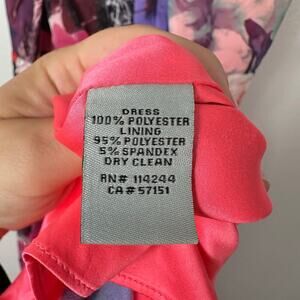 DRESS
100% POLYESTER
LINING
95% POLYESTER
5% SPANDEX
DRY CLEAN
RN# 114244
CA# 57151